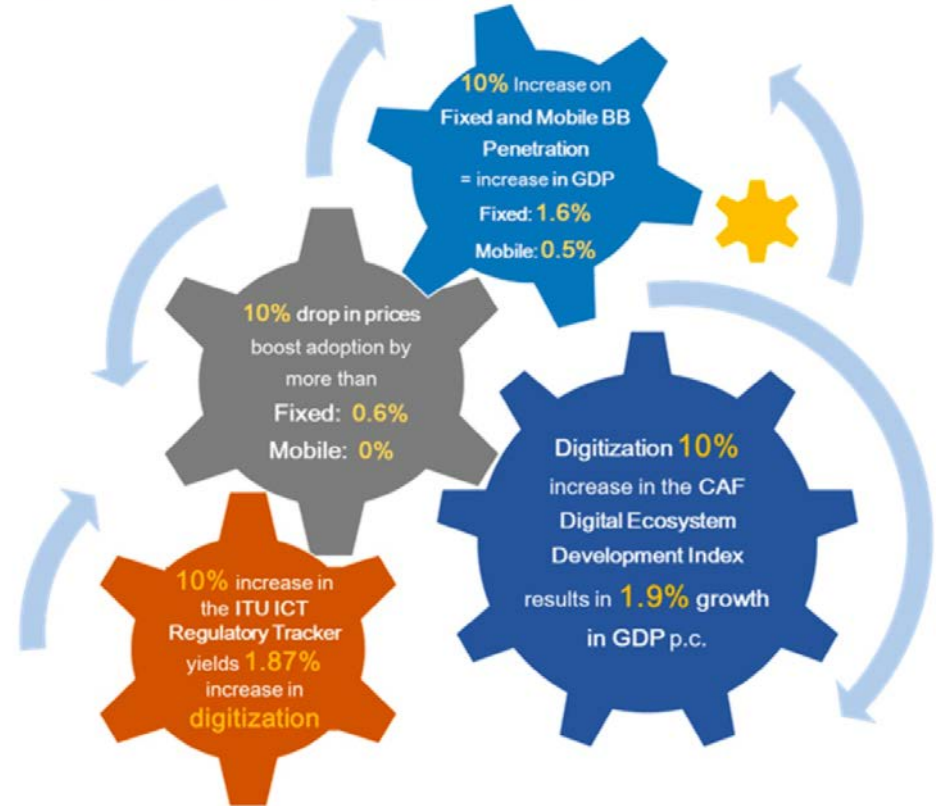 10% Increase on
Fixed and Mobile BB
Penetration
= increase in GDP
Fixed: 1.6%
Mobile: 0.5%
10% drop in prices
boost adoption by
more than
Fixed: 0.6%
Mobile: 0%
Digitization 10%
increase in the CAF
Digital Ecosystem
Development Index
results in 1.9% growth
in GDP p.c.
10% increase in
the ITU ICT
Regulatory Tracker
yields 1.87%
increase in
digitization